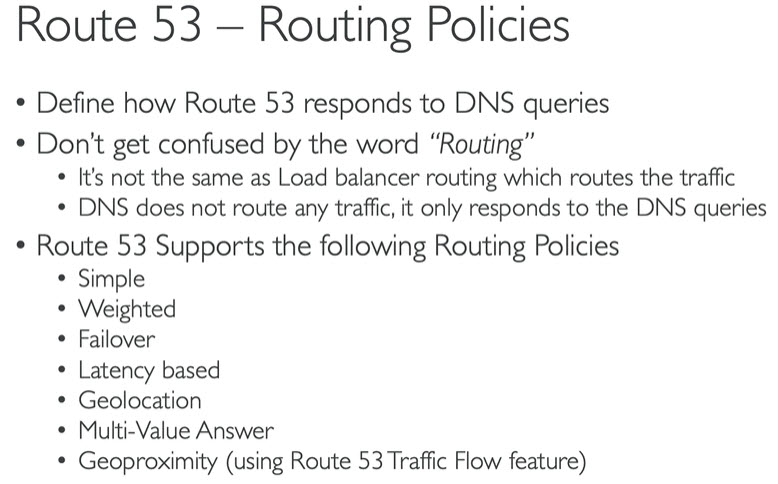 Route 53 – Routing Policies
• Define how Route 53 responds to DNS queries
• Don't get confused by the word “Routing”
• It's not the same as Load balancer routing which routes the traffic
• DNS does not route any traffic, it only responds to the DNS queries
• Route 53 Supports the following Routing Policies
• Simple
• Weighted
• Failover
• Latency based
• Geolocation
• Multi-Value Answer
• Geoproximity (using Route 53 Traffic Flow feature)